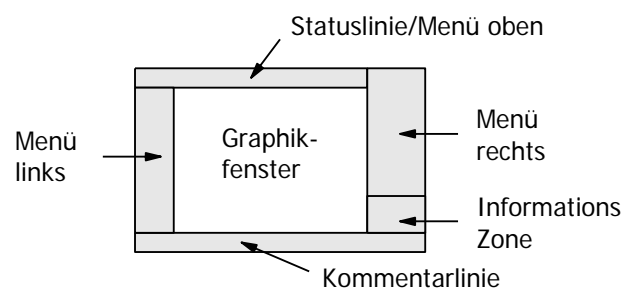 Statuslinie/Menü oben
Menü
links
Graphik-
fenster
Menü
rechts
Informations
Zone
Kommentarlinie